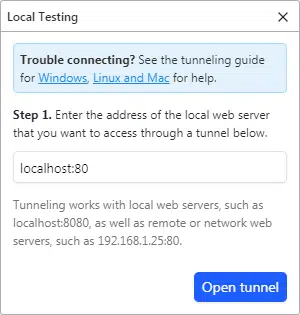 Local Testing
Trouble connecting? See the tunneling guide
for Windows, Linux and Mac for help.
Step 1. Enter the address of the local web server
that you want to access through a tunnel below.
localhost:80
Tunneling works with local web servers, such as
localhost:8080, as well as remote or network web
servers, such as 192.168.1.25:80.
Open tunnel